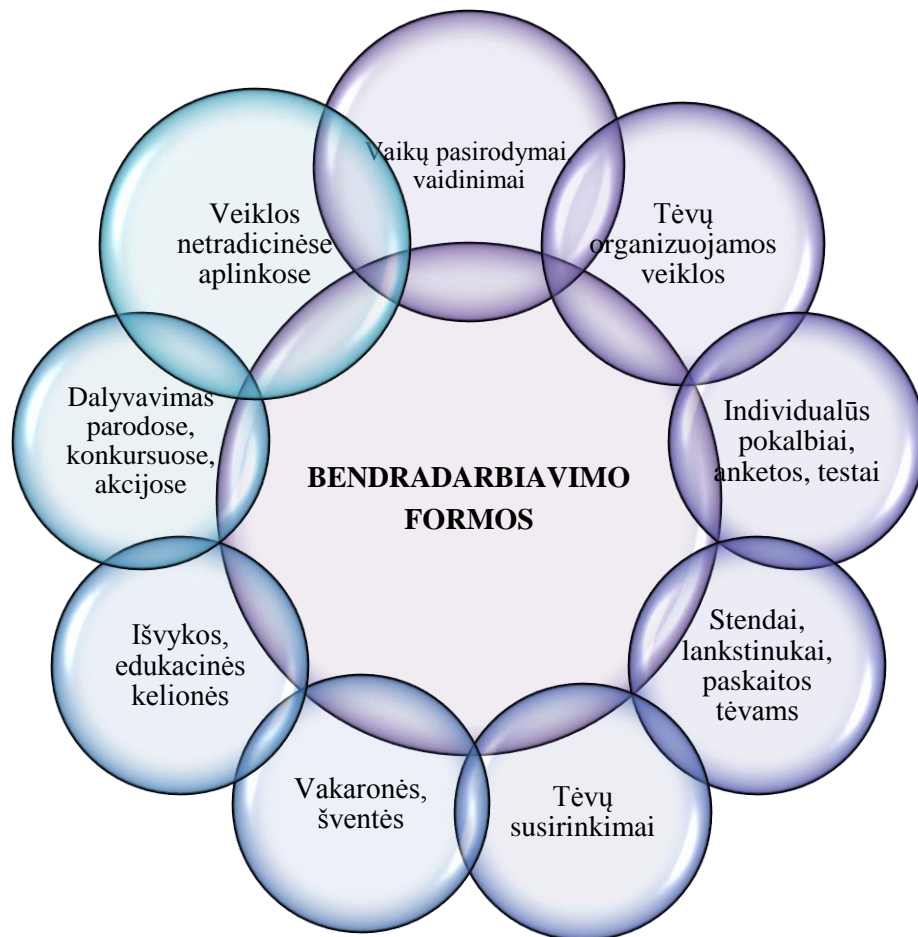 Vaikų pasirodymai,
vaidinimai
Tėvų
organizuojamos
veiklos
Individualūs
pokalbiai,
anketos, testai
Stendai,
lankstinukai,
paskaitos
tėvams
Tėvų
susirinkimai
Vakaronės,
šventės
Išvykos,
edukacinės
kelionės
Dalyvavimas
parodose,
konkursuose,
akcijose
Veiklos
netradicinėse
aplinkose
BENDRADARBIAVIMO
FORMOS